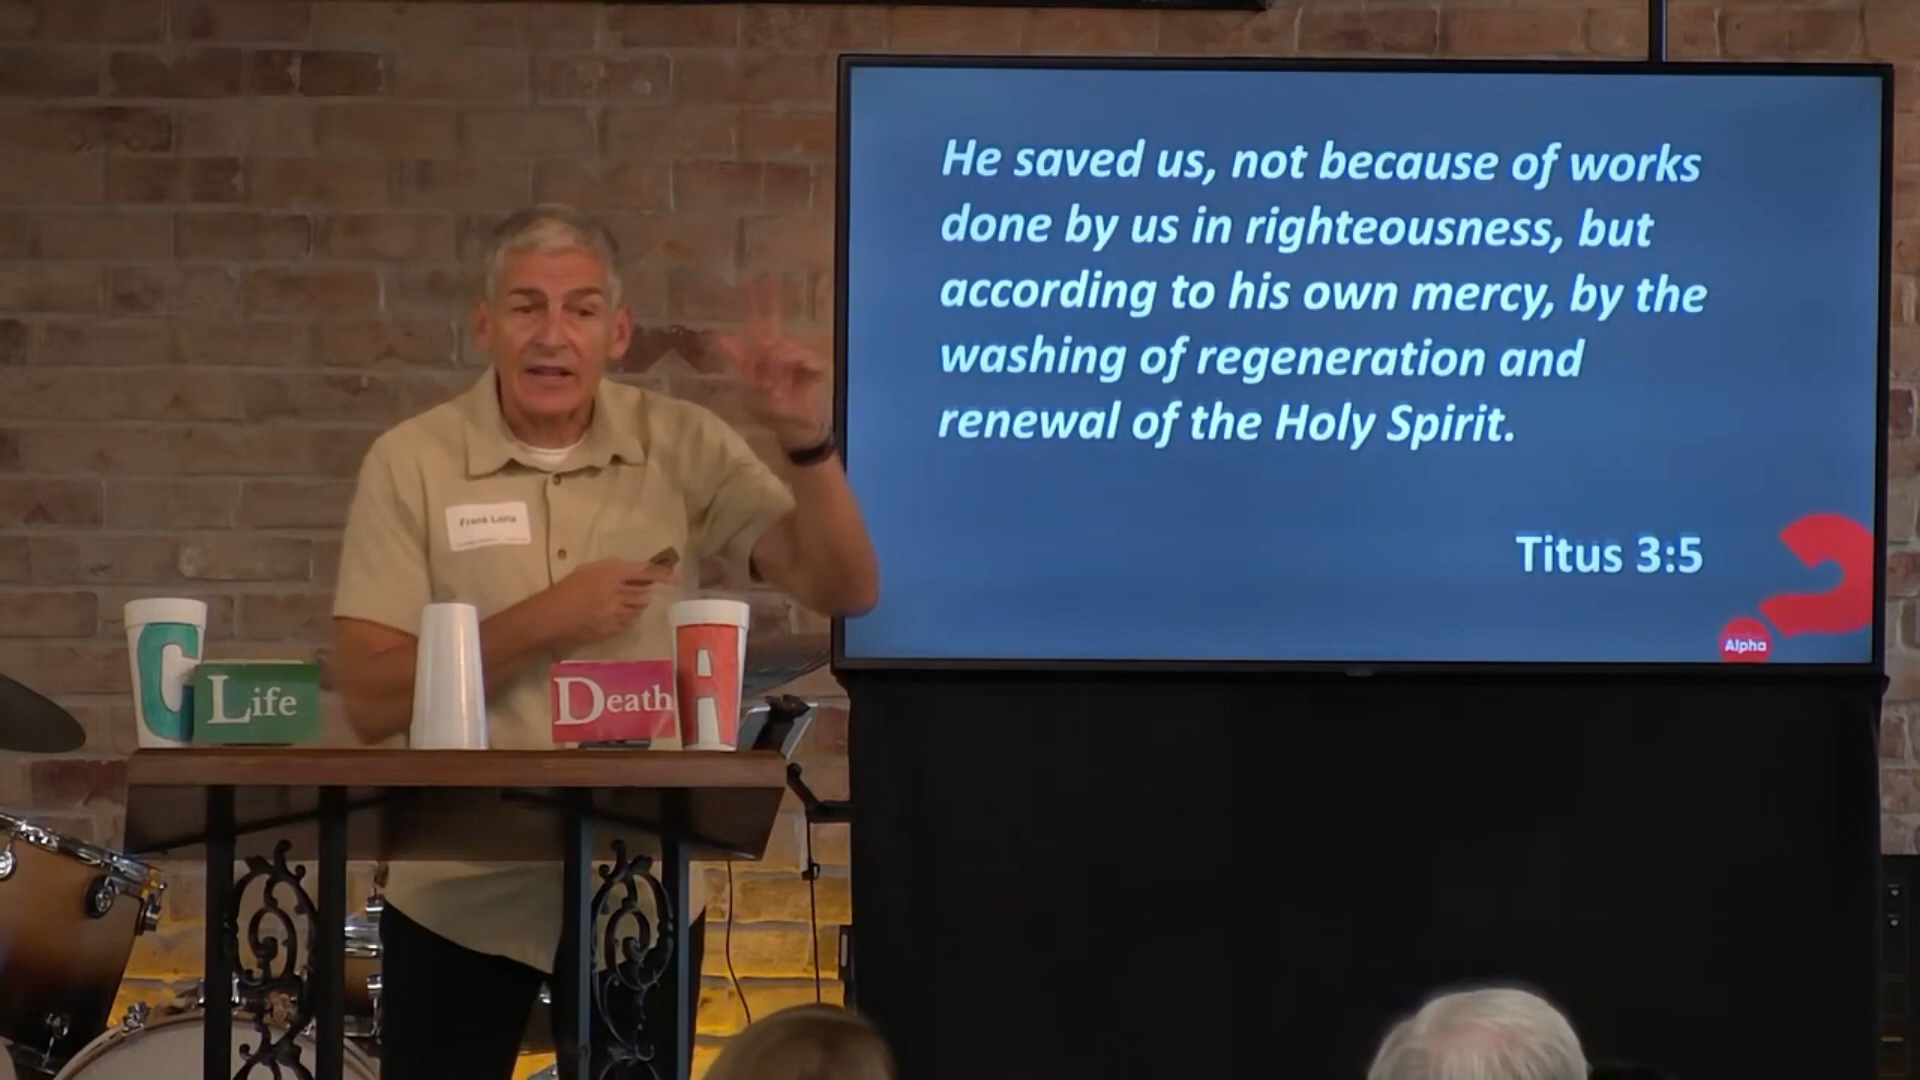 He saved us, not because of works
done by us in righteousness, but
according to his own mercy, by the
washing of regeneration and
renewal of the Holy Spirit.
Titus 3:5
Alpha
Frank
C
Life
Death
A